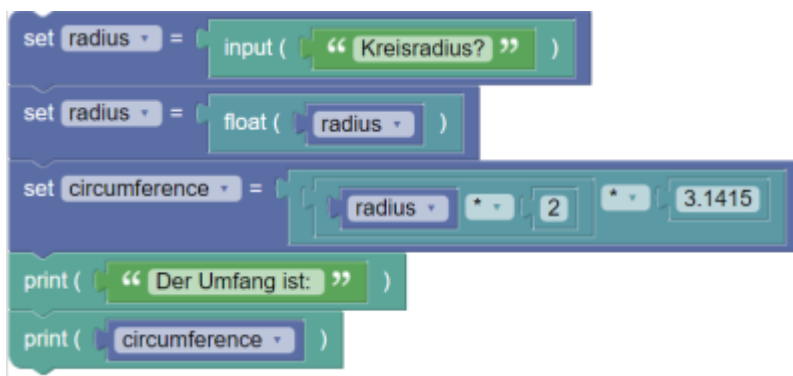 set radius = input ( “ Kreisradius? ” )
set radius = float ( radius )
set circumference = radius * 2 * 3.1415
print ( “ Der Umfang ist: ” )
print ( circumference )